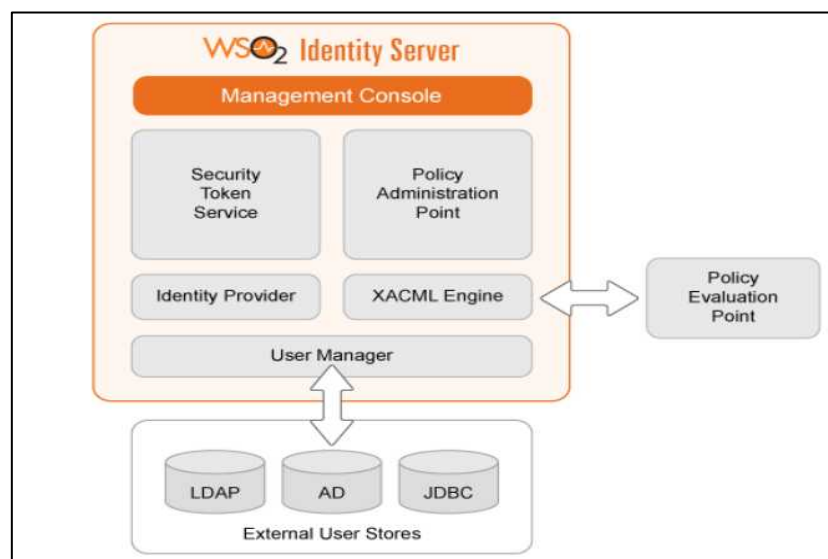 WSO2 Identity Server
Management Console
Security
Token
Service
Policy
Administration
Point
Identity Provider
XACML Engine
Policy
Evaluation
Point
User Manager
LDAP
AD
JDBC
External User Stores